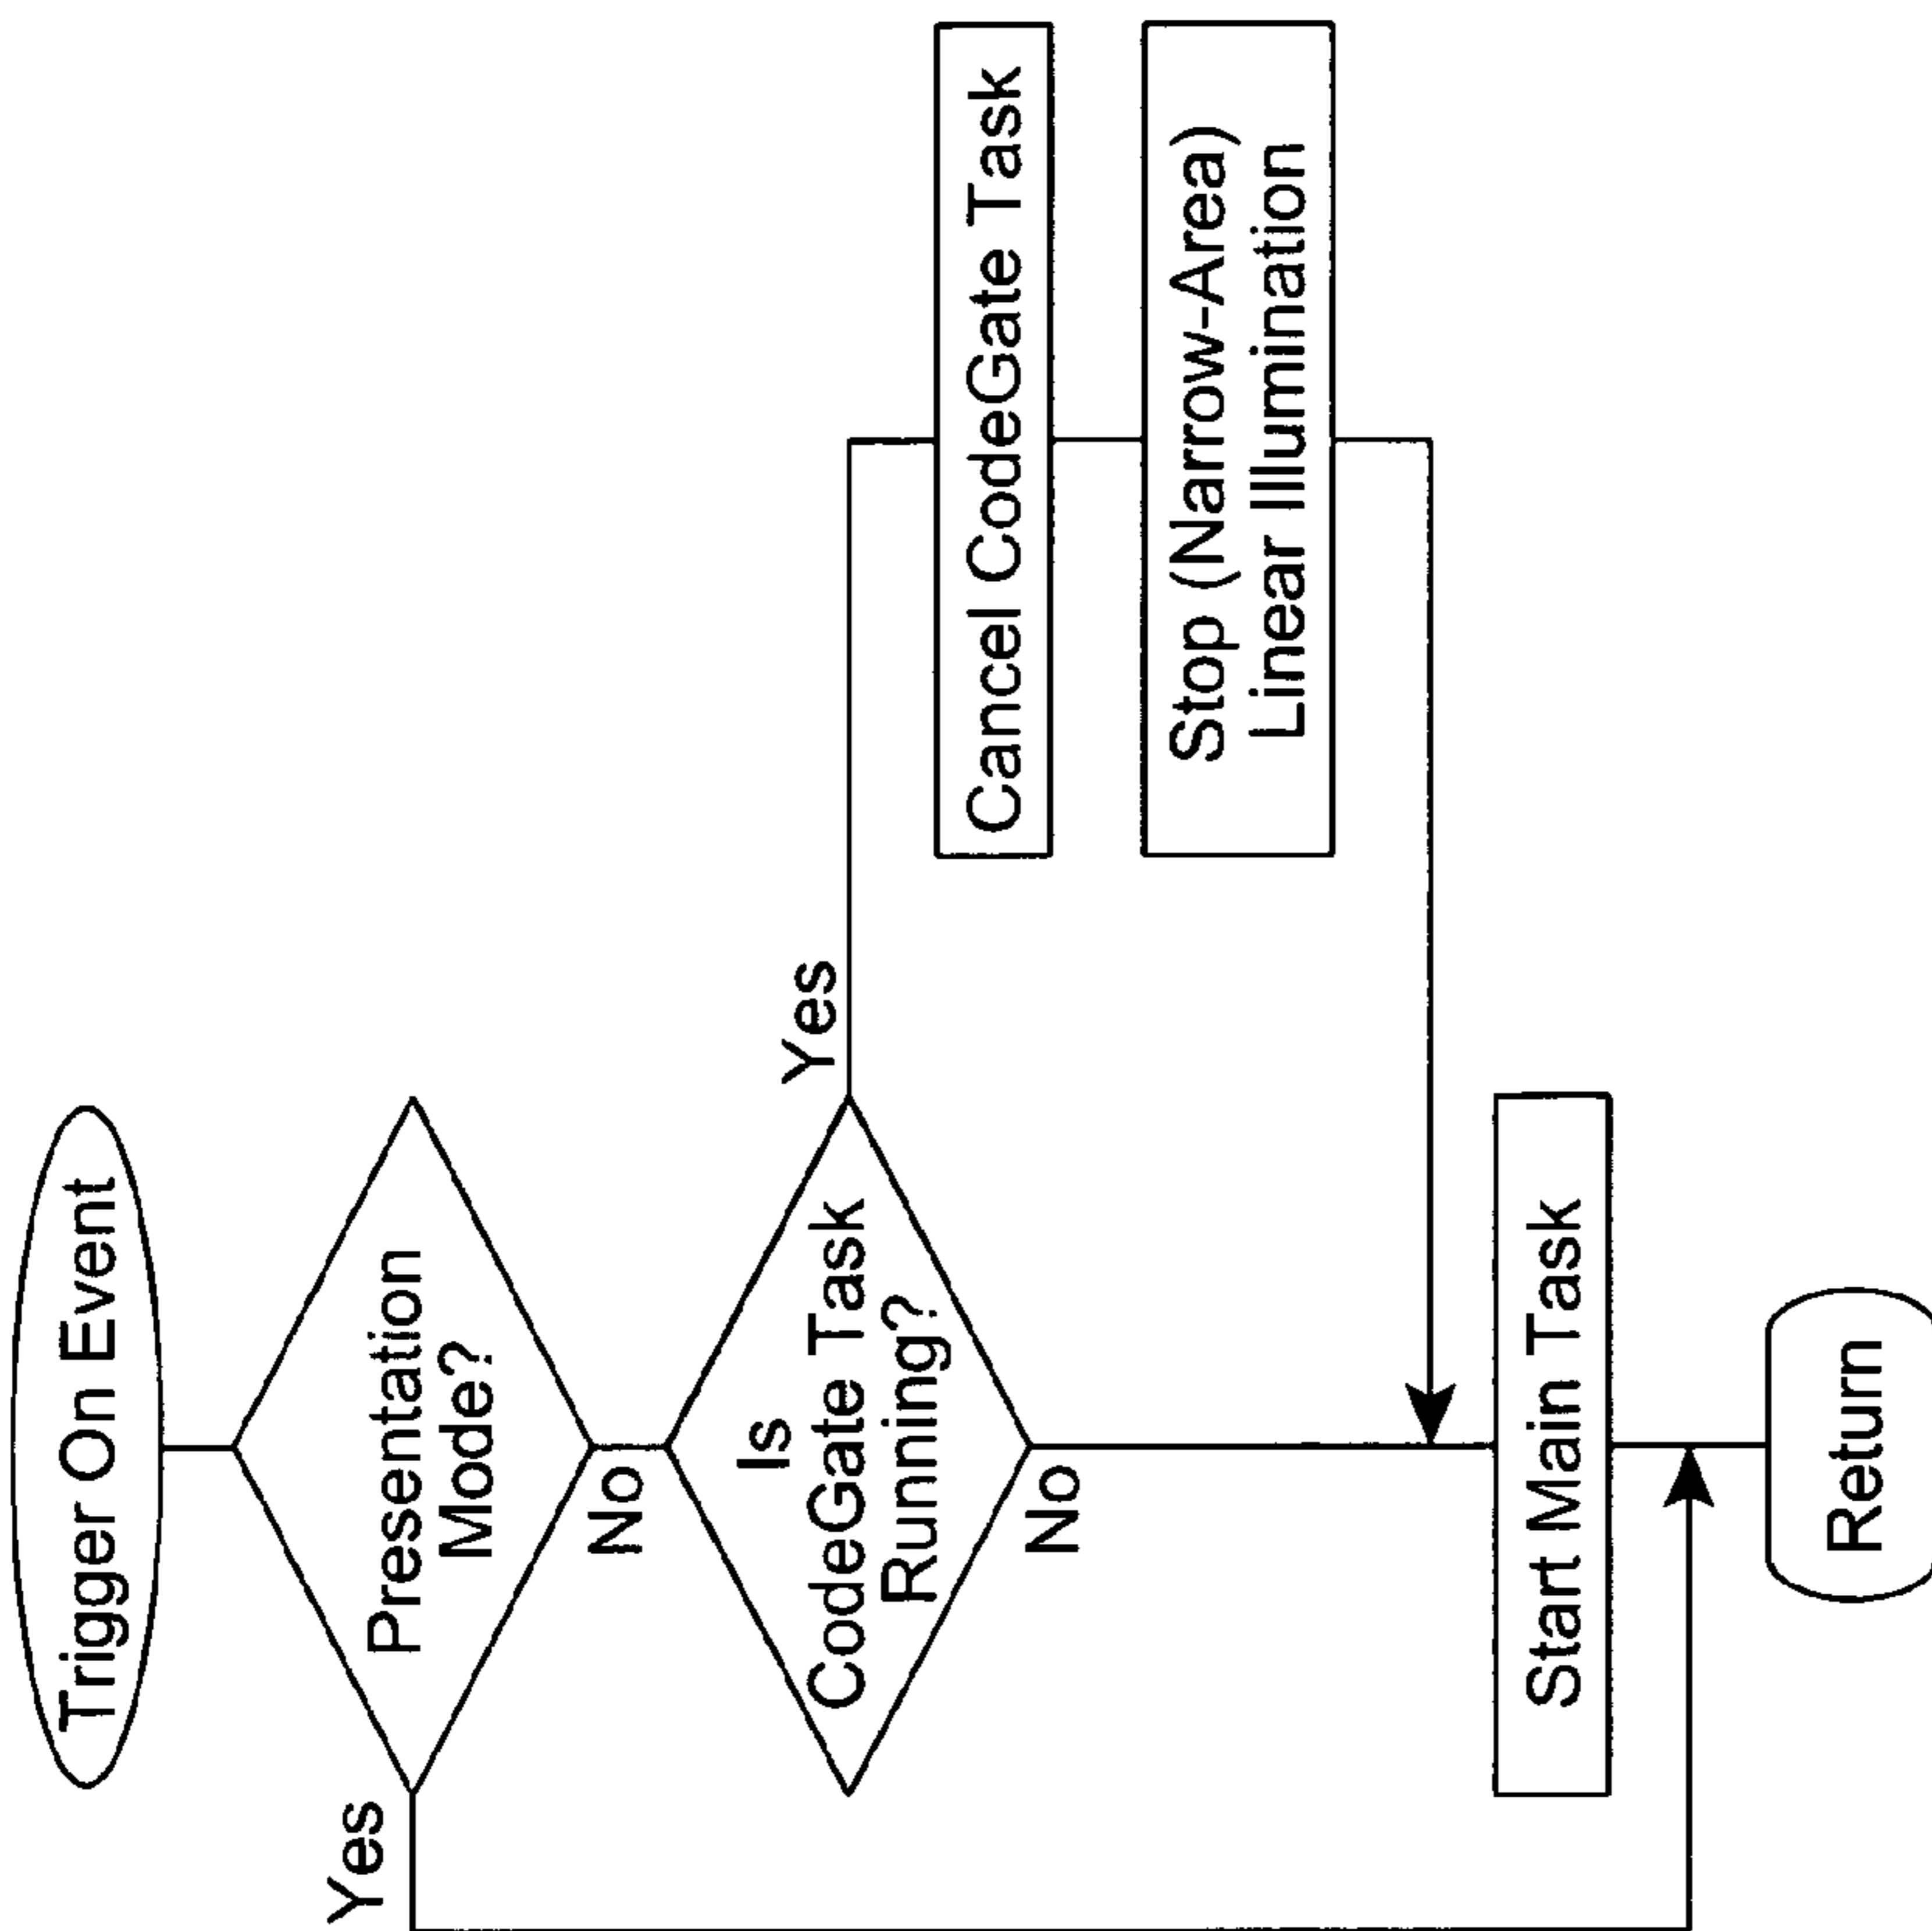 Trigger On Event
Presentation
Mode?
Yes
No
Is
CodeGate Task
Running?
Yes
No
Cancel CodeGate Task
Stop (Narrow-Area)
Linear Illumination
Start Main Task
Return